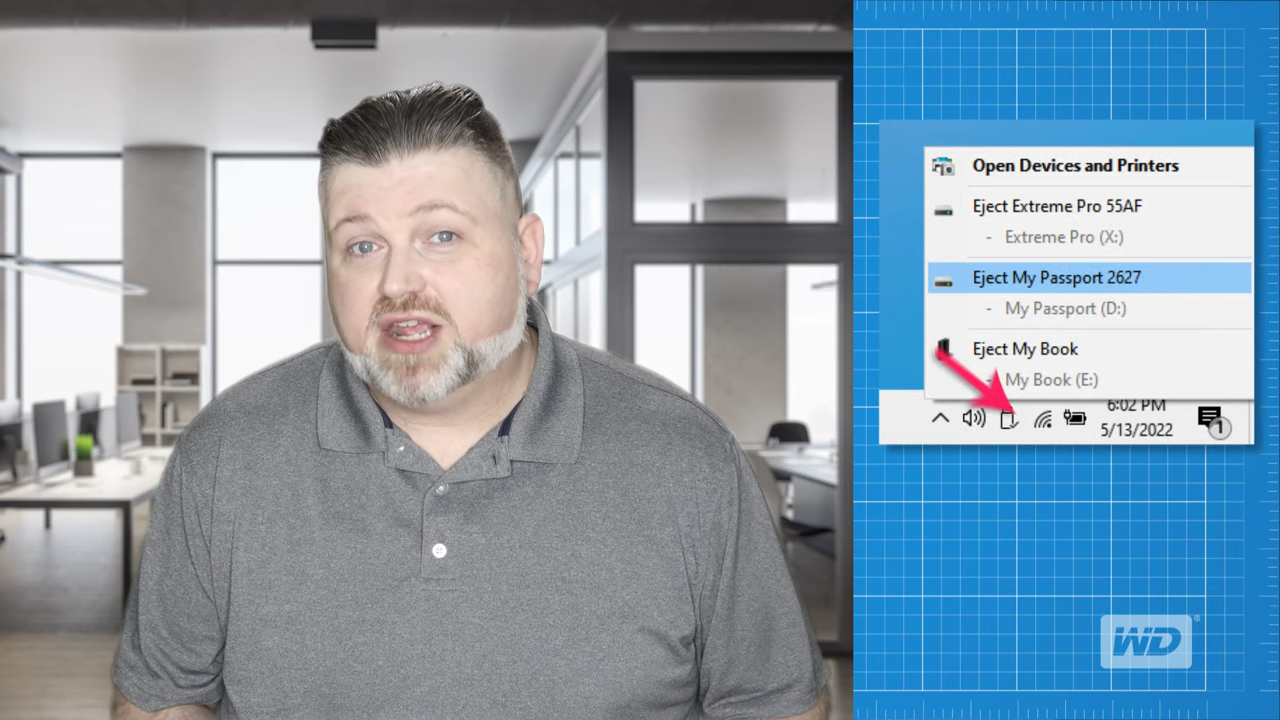 Open Devices and Printers
Eject Extreme Pro 55AF
- Extreme Pro (X:)
Eject My Passport 2627
- My Passport (D:)
Eject My Book
- My Book (E:)
6:02 PM
5/13/2022
1
WD®